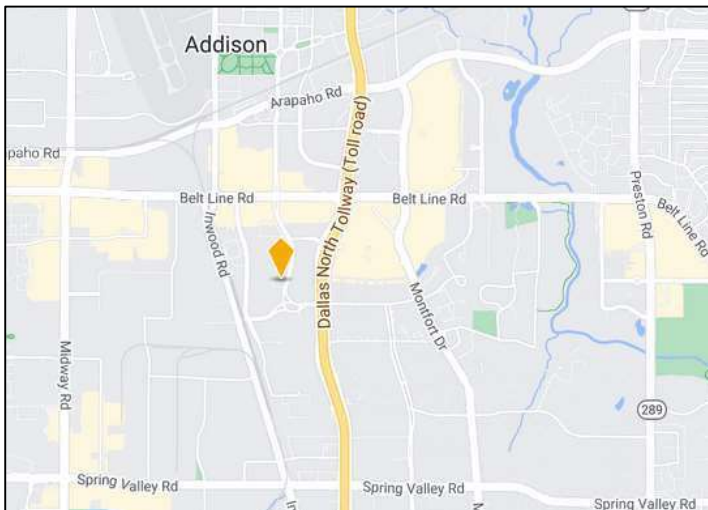 Addison
Arapaho Rd
apaho Rd
Belt Line Rd
Belt Line Rd
Dallas North Tollway (Toll road)
Preston Rd
Belt Line Rd
Inwood Rd
Montfort Dr
Midway Rd
289
Spring Valley Rd
Spring Valley Rd
Spring Valley Rd
In
M